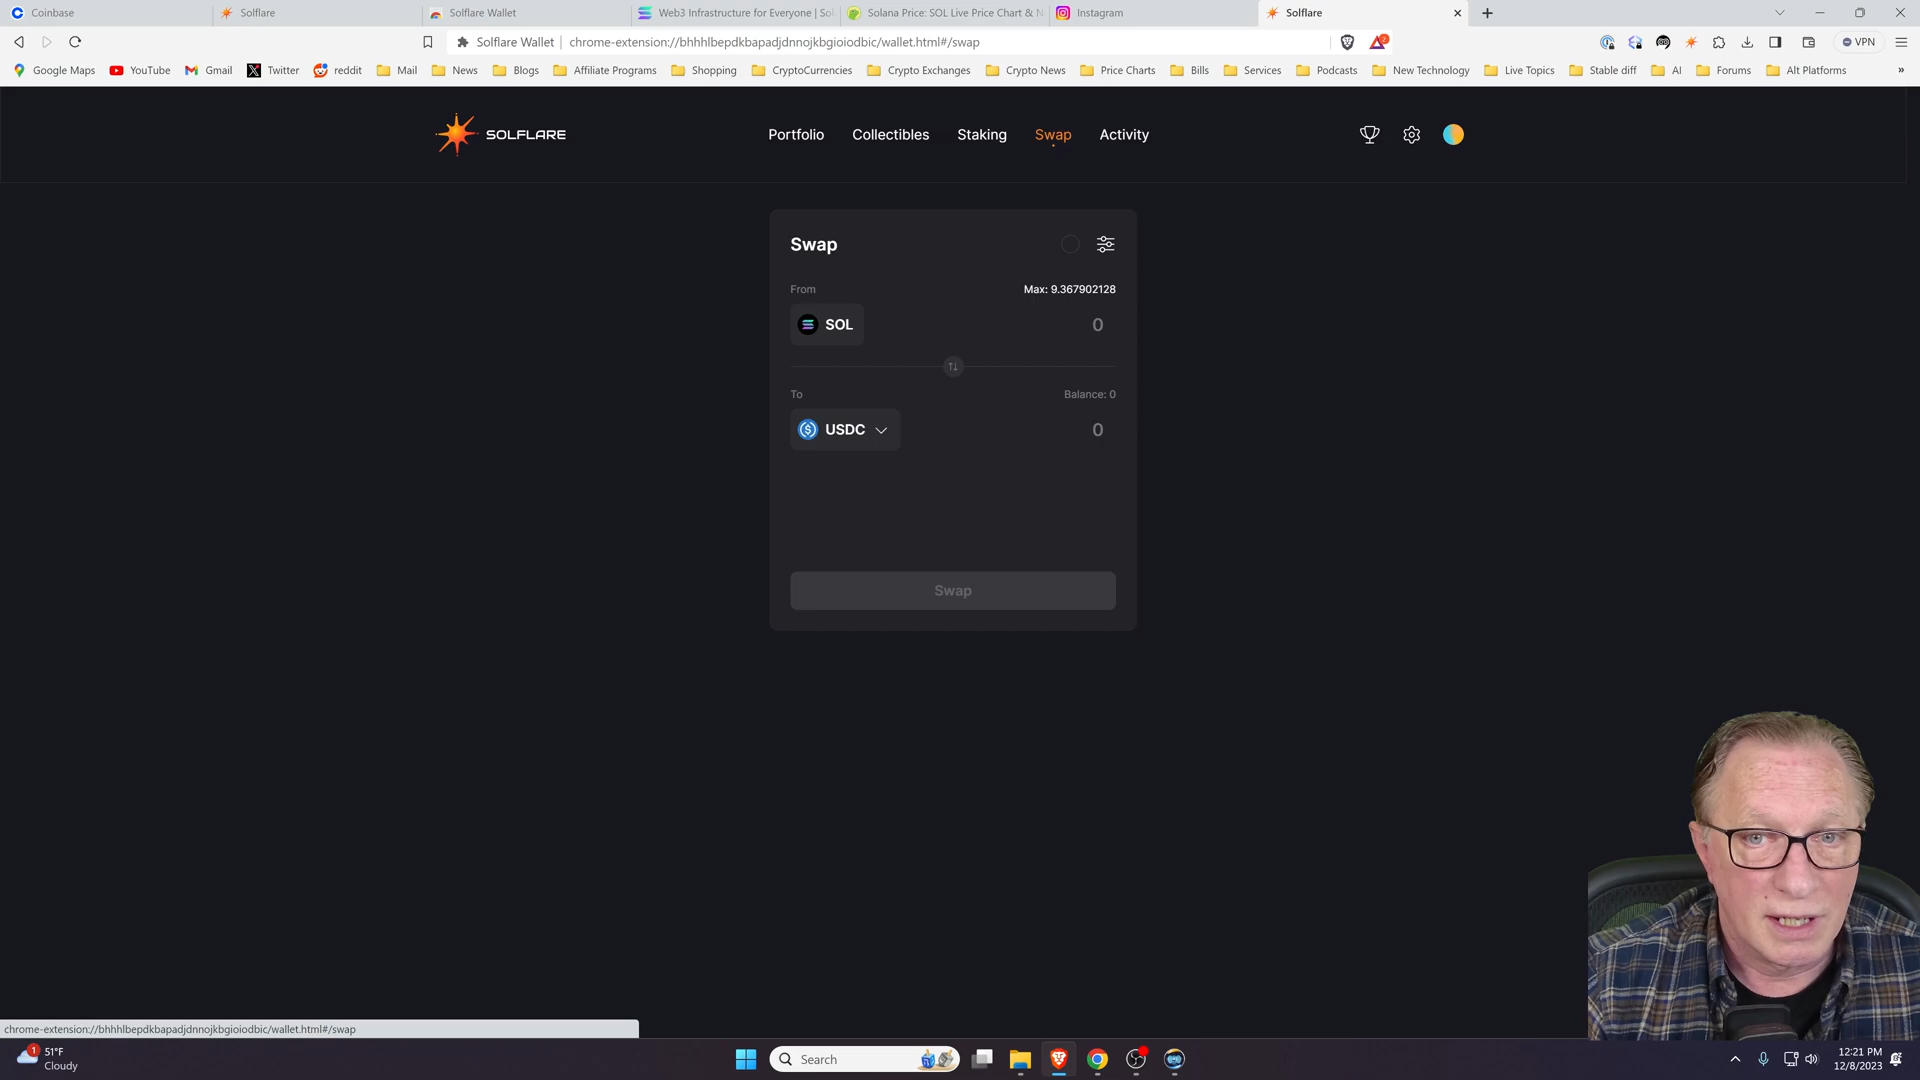 Coinbase
Solflare
Solflare Wallet
Web3 Infrastructure for Everyone | Sol
Solana Price: SOL Live Price Chart & N
Instagram
Solflare
Solflare Wallet
chrome-extension://bhhhlbepdkbapadjdnnojkbgioiodbic/wallet.html#/swap
2
VPN
Google Maps
YouTube
Gmail
Twitter
reddit
Mail
News
Blogs
Affiliate Programs
Shopping
CryptoCurrencies
Crypto Exchanges
Crypto News
Price Charts
Bills
Services
Podcasts
New Technology
Live Topics
Stable diff
AI
Forums
Alt Platforms
»
SOLFLARE
Portfolio
Collectibles
Staking
Swap
Activity
Swap
From
Max: 9.367902128
SOL
0
To
Balance: 0
USDC
0
Swap
chrome-extension://bhhhlbepdkbapadjdnnojkbgioiodbic/wallet.html#/swap
1
51°F
Cloudy
Search
12:21 PM
12/8/2023